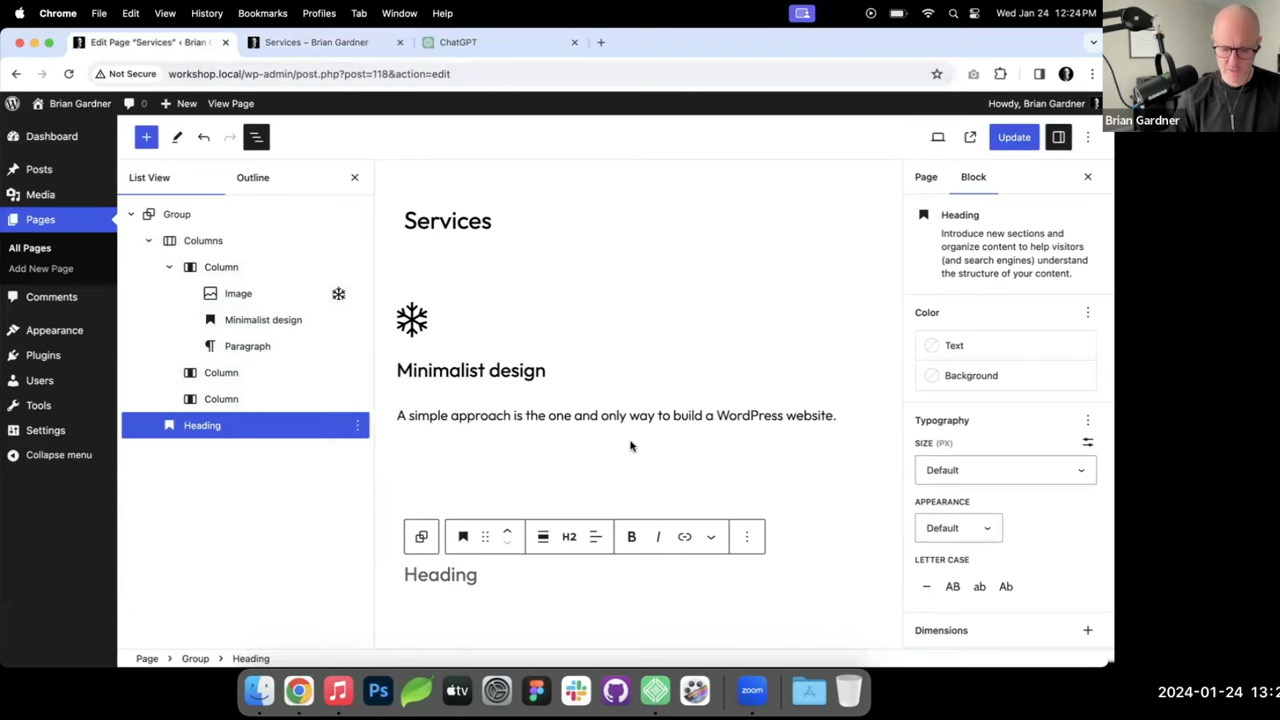 Chrome File Edit View History Bookmarks Profiles Tab Window Help Wed Jan 24 12:24 PM
Edit Page “Services” ‹ Brian G
Services – Brian Gardner
ChatGPT
Not Secure workshop.local/wp-admin/post.php?post=118&action=edit
Brian Gardner
Brian Gardner 0 New View Page Howdy, Brian Gardner
Dashboard
Posts
Media
Pages
All Pages
Add New Page
Comments
Appearance
Plugins
Users
Tools
Settings
Collapse menu
Update
List View Outline
Group
Columns
Column
Image
Minimalist design
Paragraph
Column
Column
Heading
Services
Minimalist design
A simple approach is the one and only way to build a WordPress website.
H2 B I
Heading
Page Block
Heading
Introduce new sections and
organize content to help visitors
(and search engines) understand
the structure of your content.
Color
Text
Background
Typography
SIZE (PX)
Default
APPEARANCE
Default
LETTER CASE
– AB ab Ab
Dimensions
Page Group Heading
Ps tv zoom
2024-01-24 13:2